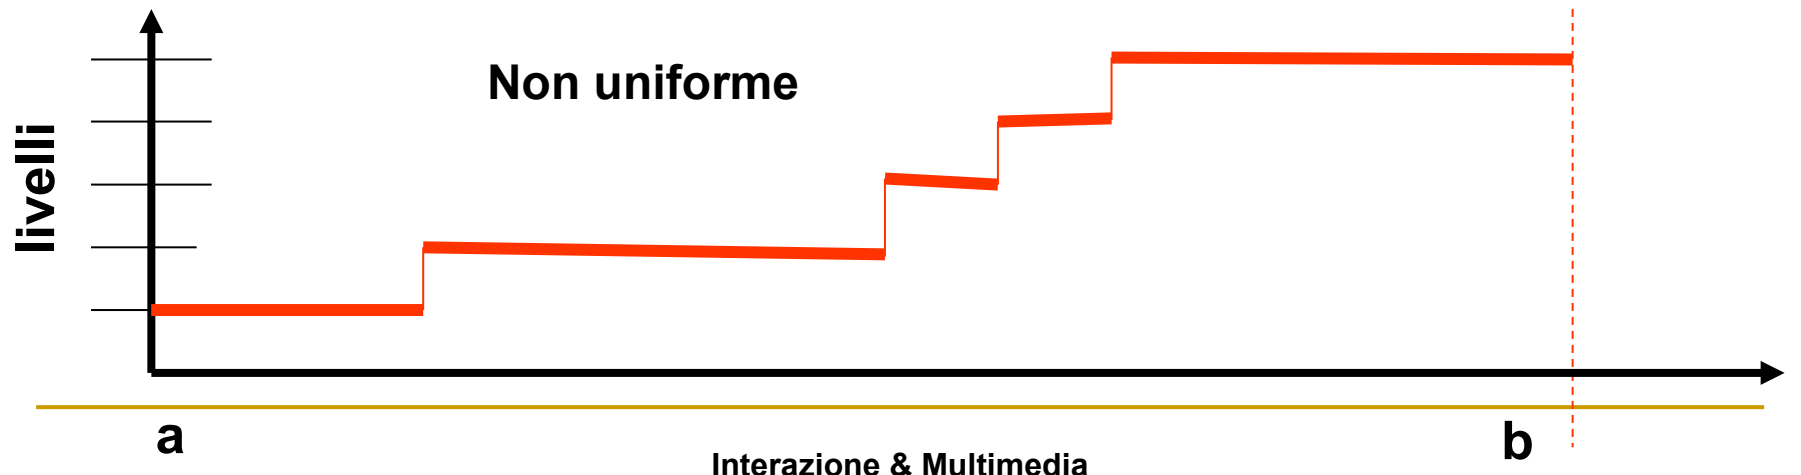 Non uniforme
livelli
a
b
Interazione & Multimedia